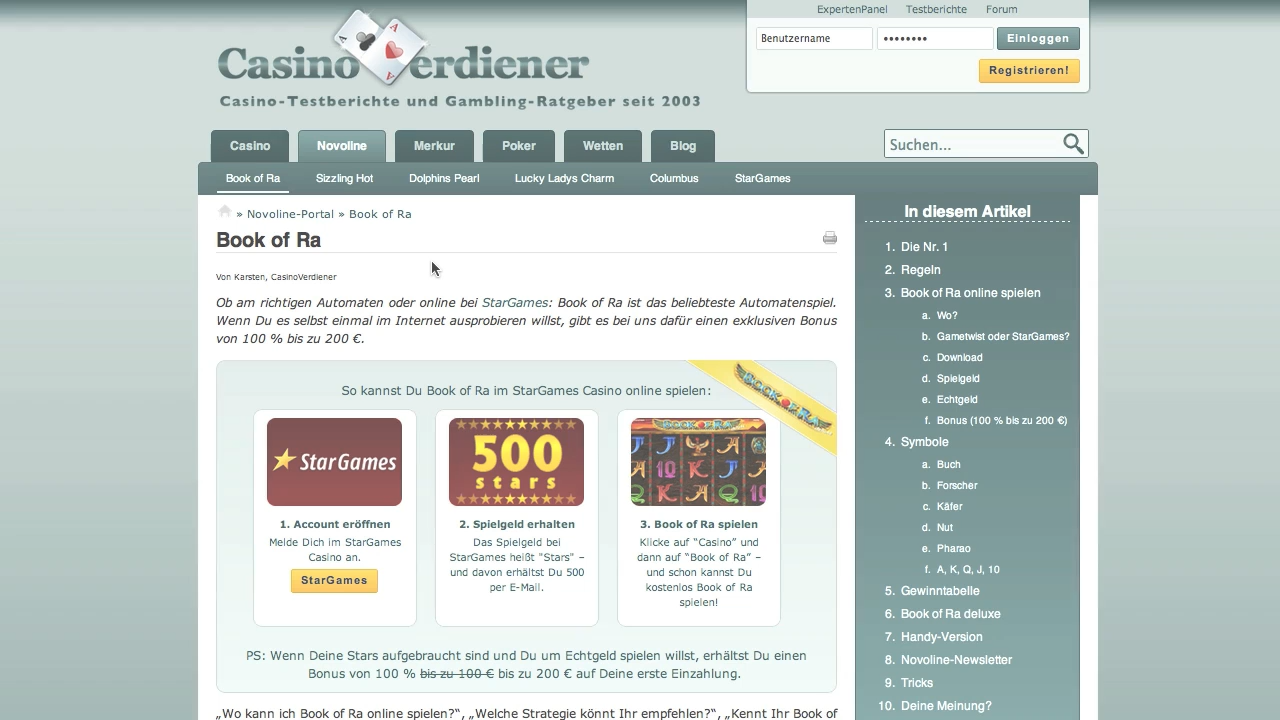 ExpertenPanel Testberichte Forum
Benutzername •••••••• Einloggen
Registrieren!
A A
A
Casino erdiener
Casino-Testberichte und Gambling-Ratgeber seit 2003
Casino Novoline Merkur Poker Wetten Blog
Suchen...
Book of Ra Sizzling Hot Dolphins Pearl Lucky Ladys Charm Columbus StarGames
» Novoline-Portal » Book of Ra
Book of Ra
Von Karsten, CasinoVerdiener
Ob am richtigen Automaten oder online bei StarGames: Book of Ra ist das beliebteste Automatenspiel.
Wenn Du es selbst einmal im Internet ausprobieren willst, gibt es bei uns dafür einen exklusiven Bonus
von 100 % bis zu 200 €.
So kannst Du Book of Ra im StarGames Casino online spielen:
BOOK OF RA
StarGames
1. Account eröffnen
Melde Dich im StarGames
Casino an.
StarGames
500
stars
2. Spielgeld erhalten
Das Spielgeld bei
StarGames heißt "Stars" –
und davon erhältst Du 500
per E-Mail.
BOOK OF RA
J J A
10 K J A
Q A K Q
3. Book of Ra spielen
Klicke auf “Casino” und
dann auf “Book of Ra” –
und schon kannst Du
kostenlos Book of Ra
spielen!
PS: Wenn Deine Stars aufgebraucht sind und Du um Echtgeld spielen willst, erhältst Du einen
Bonus von 100 % bis zu 100 € bis zu 200 € auf Deine erste Einzahlung.
„Wo kann ich Book of Ra online spielen?“, „Welche Strategie könnt Ihr empfehlen?“, „Kennt Ihr Book of
In diesem Artikel
1. Die Nr. 1
2. Regeln
3. Book of Ra online spielen
a. Wo?
b. Gametwist oder StarGames?
c. Download
d. Spielgeld
e. Echtgeld
f. Bonus (100 % bis zu 200 €)
4. Symbole
a. Buch
b. Forscher
c. Käfer
d. Nut
e. Pharao
f. A, K, Q, J, 10
5. Gewinntabelle
6. Book of Ra deluxe
7. Handy-Version
8. Novoline-Newsletter
9. Tricks
10. Deine Meinung?